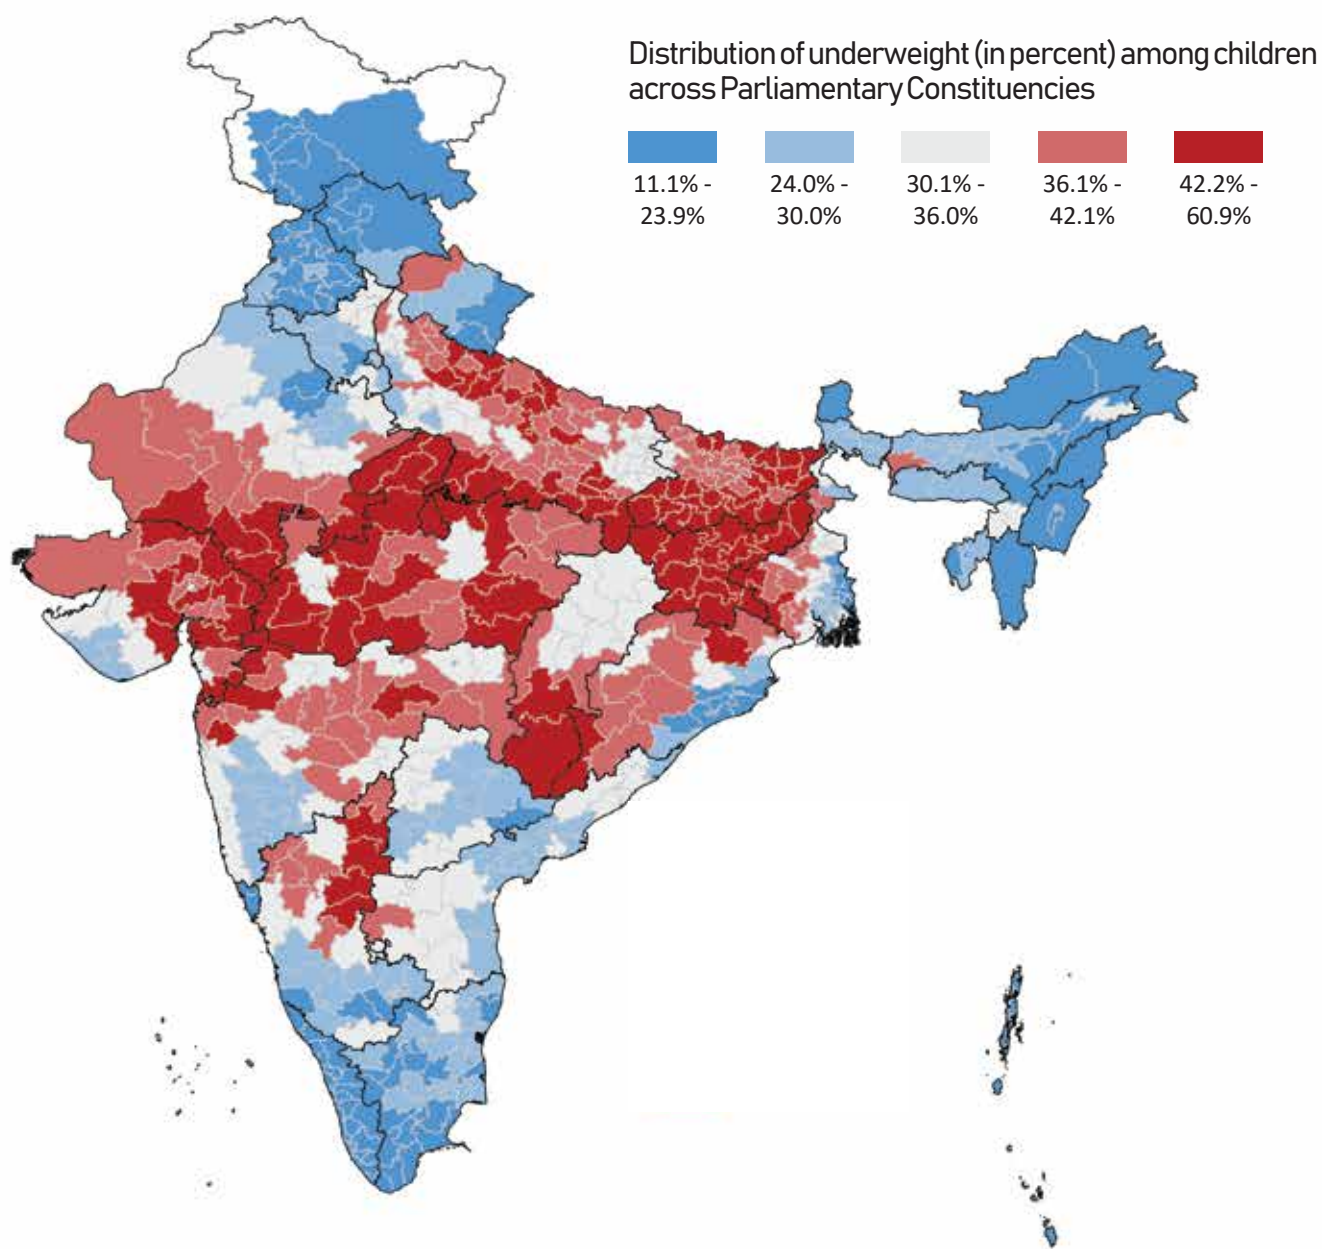 Distribution of underweight (in percent) among children
across Parliamentary Constituencies
11.1% - 24.0% - 30.1% - 36.1% - 42.2% -
23.9% 30.0% 36.0% 42.1% 60.9%